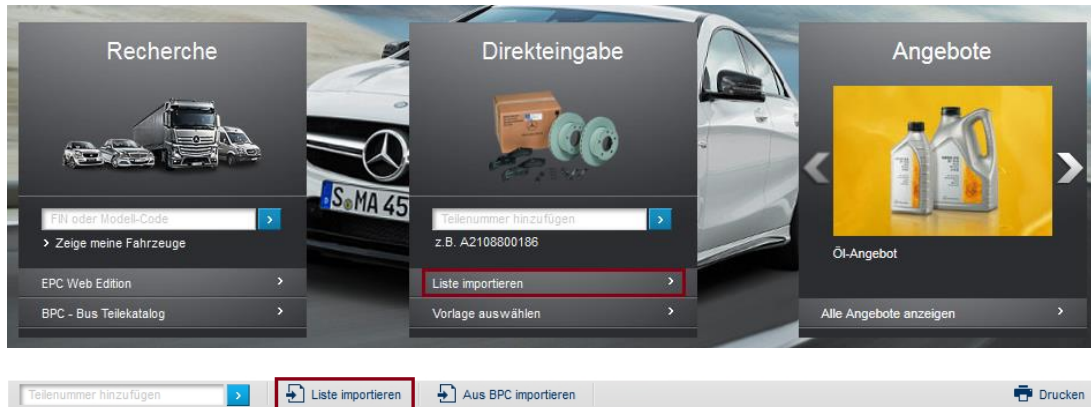 Recherche
FIN oder Modell-Code
Zeige meine Fahrzeuge
EPC Web Edition
BPC - Bus Teilekatalog
Direkteingabe
Teilenummer hinzufügen
z.B. A2108800186
Liste importieren
Vorlage auswählen
Angebote
Öl-Angebot
Alle Angebote anzeigen
S MA 45
Teilenummer hinzufügen
Liste importieren
Aus BPC importieren
Drucken